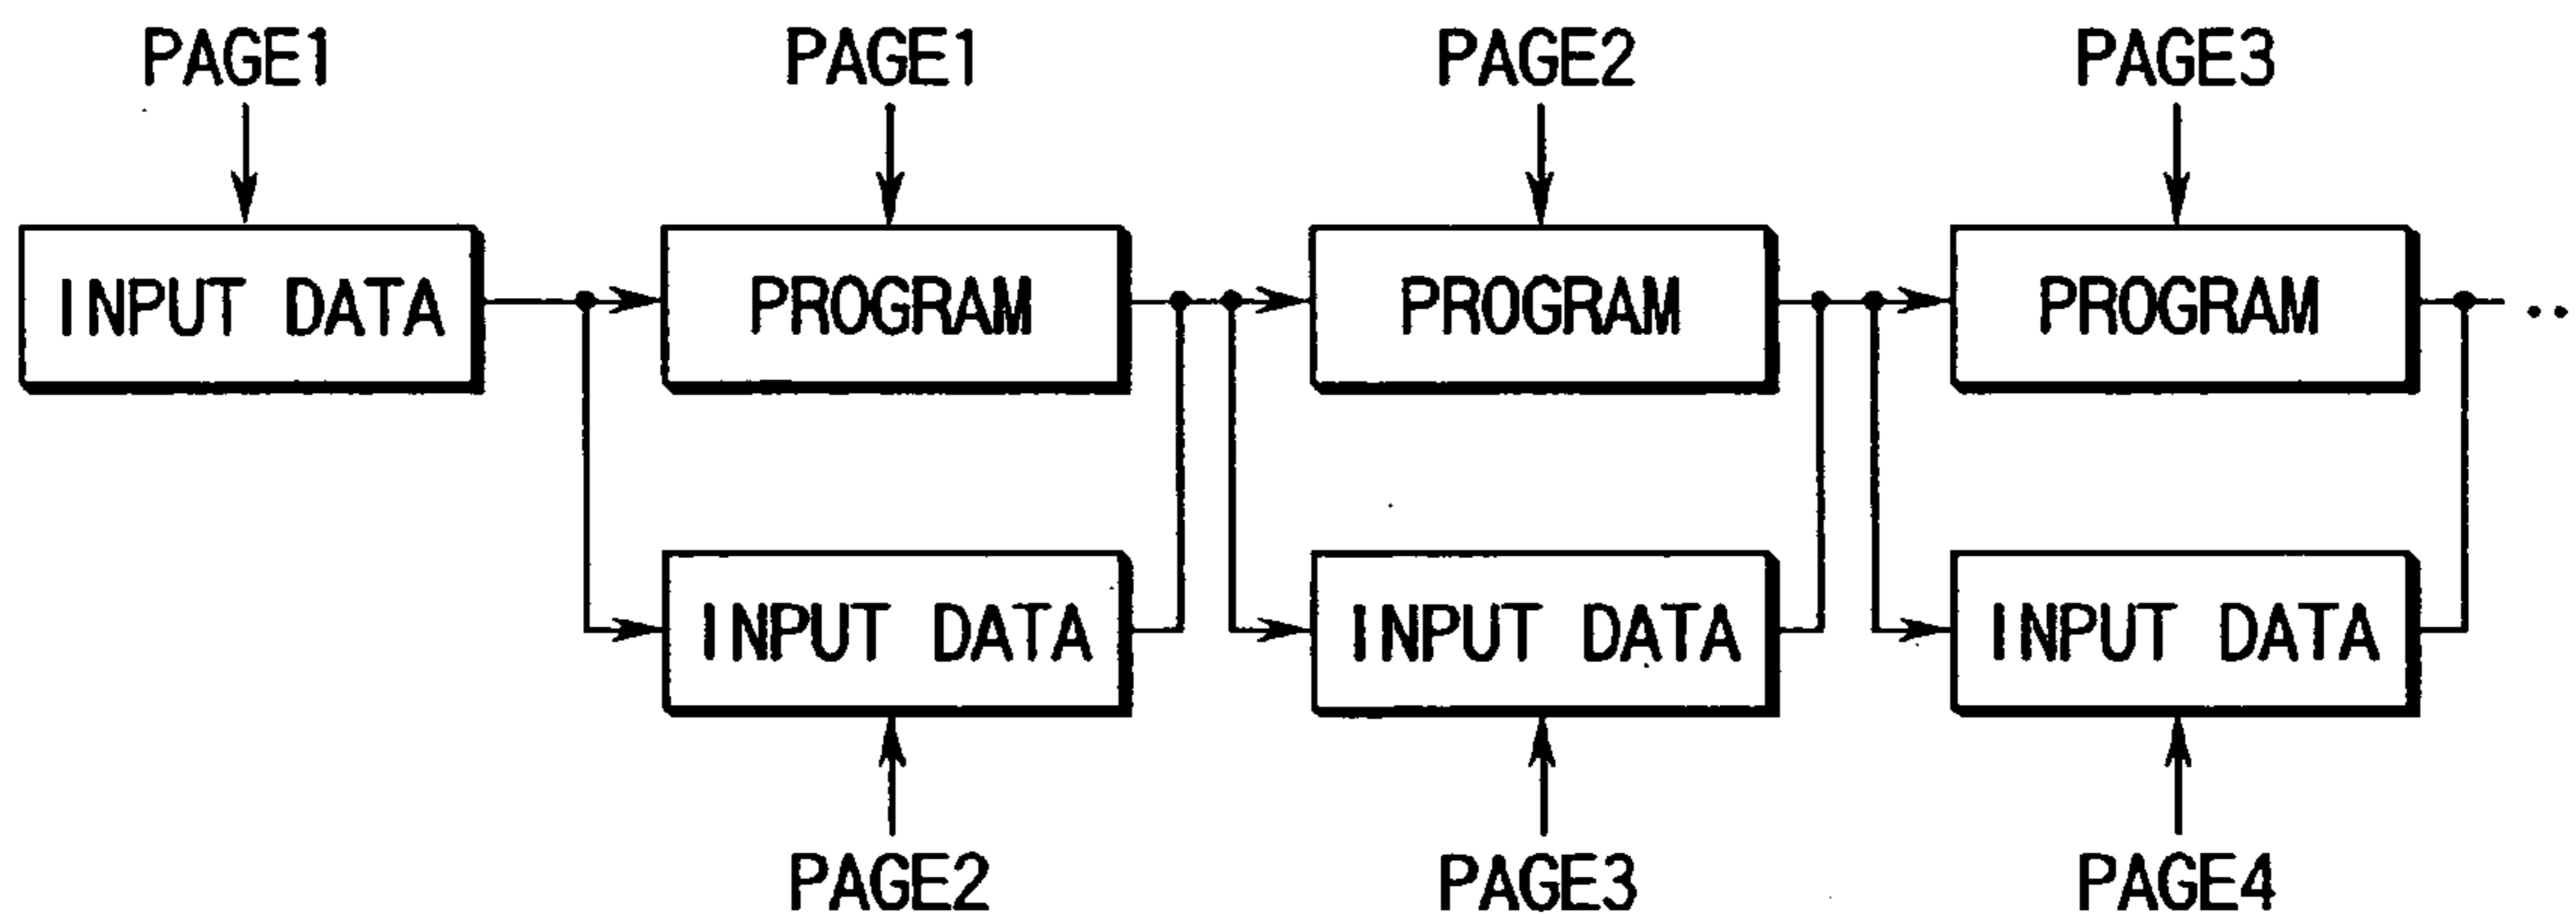 PAGE1 PAGE1 PAGE2 PAGE3
INPUT DATA PROGRAM PROGRAM PROGRAM ..
INPUT DATA INPUT DATA INPUT DATA
PAGE2 PAGE3 PAGE4